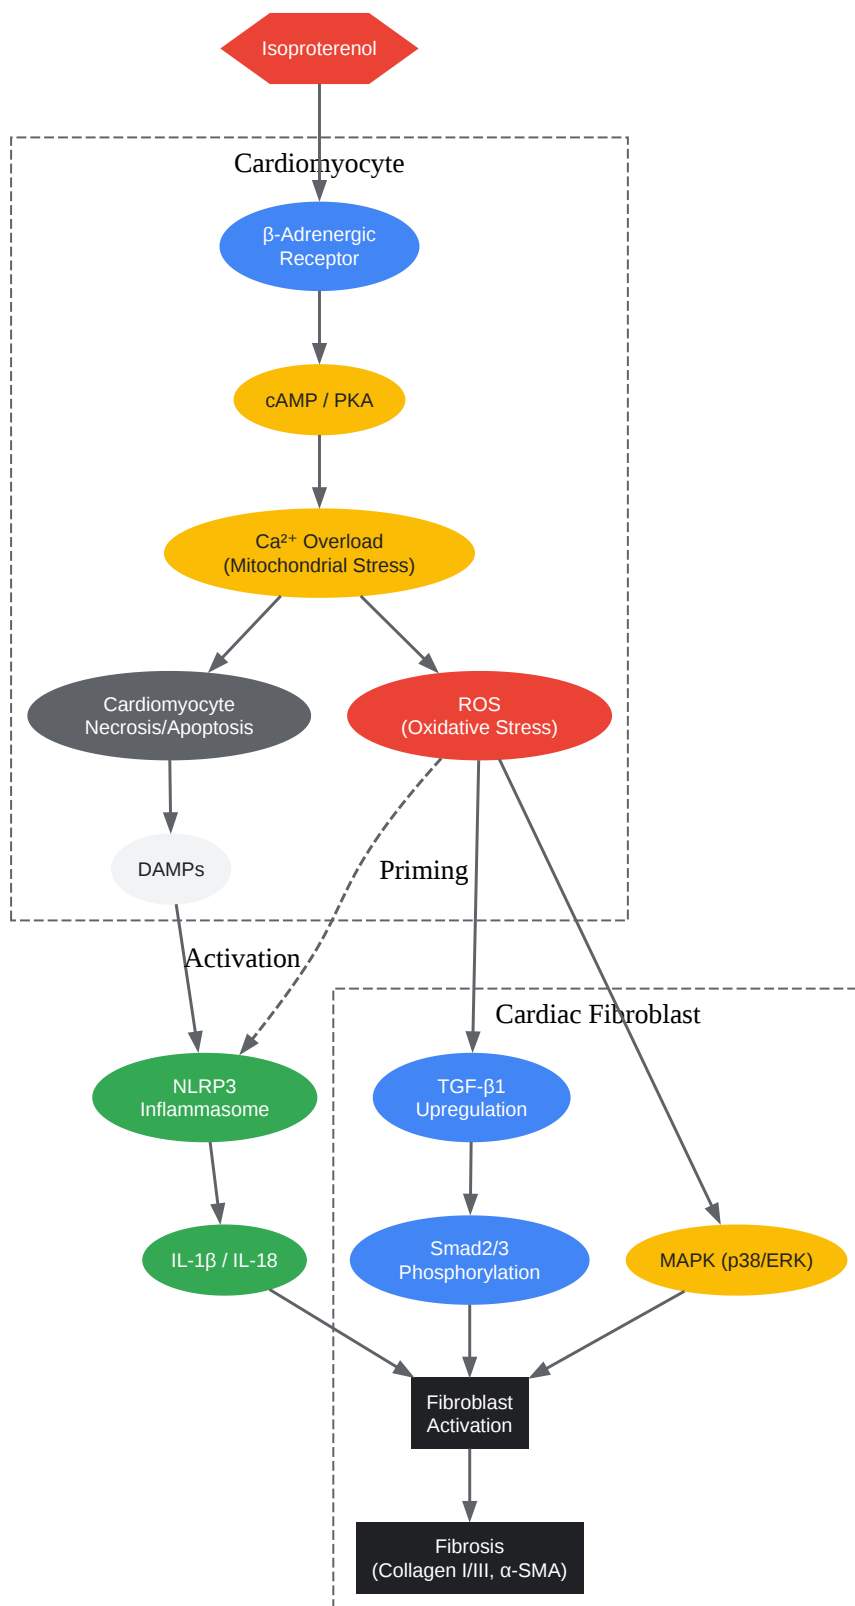 Isoproterenol
Cardiomyocyte
β-Adrenergic
Receptor
cAMP / PKA
Ca²⁺ Overload
(Mitochondrial Stress)
Cardiomyocyte
Necrosis/Apoptosis
ROS
(Oxidative Stress)
DAMPs
Priming
Activation
Cardiac Fibroblast
NLRP3
Inflammasome
TGF-β1
Upregulation
IL-1β / IL-18
Smad2/3
Phosphorylation
MAPK (p38/ERK)
Fibroblast
Activation
Fibrosis
(Collagen I/III, α-SMA)